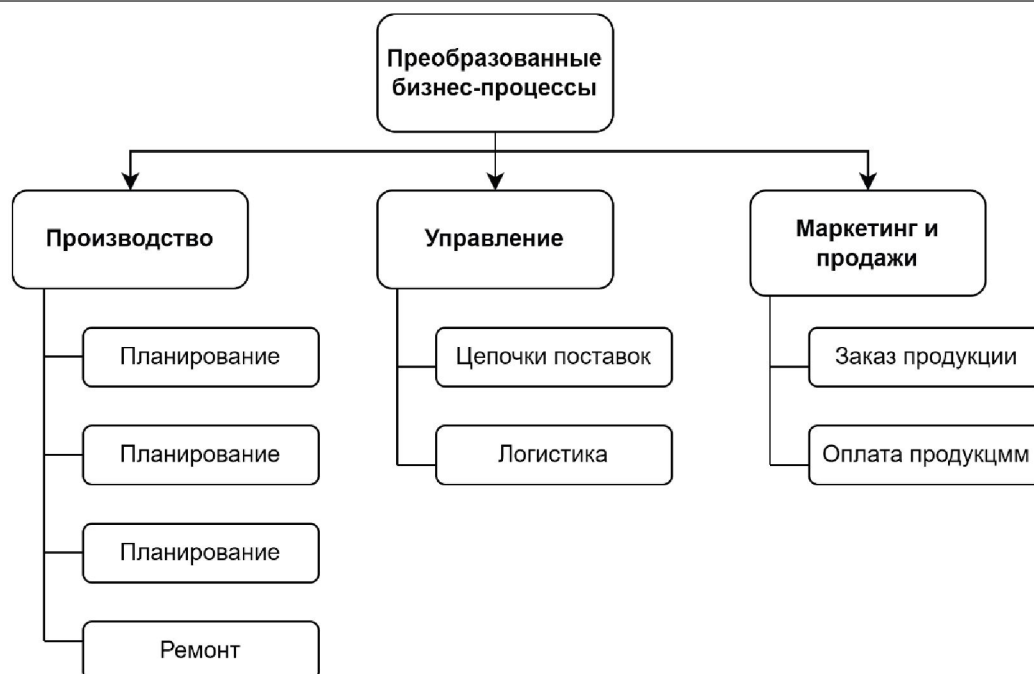 Преобразованные
бизнес-процессы
Производство
Управление
Маркетинг и
продажи
Планирование
Цепочки поставок
Заказ продукции
Планирование
Логистика
Оплата продукцмм
Планирование
Ремонт